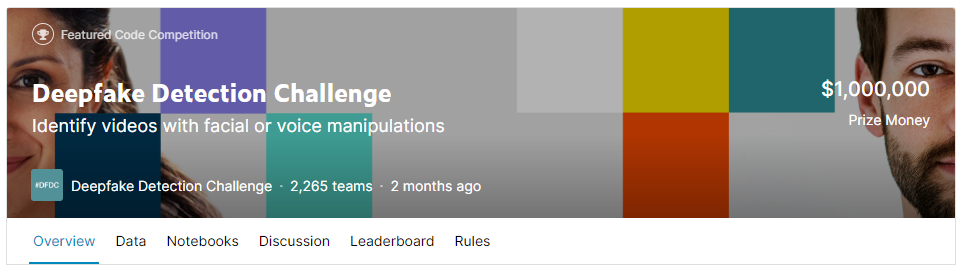 Featured Code Competition
Deepfake Detection Challenge
$1,000,000
Identify videos with facial or voice manipulations
Prize Money
#DFDC
Deepfake Detection Challenge · 2,265 teams · 2 months ago
Overview Data Notebooks Discussion Leaderboard Rules